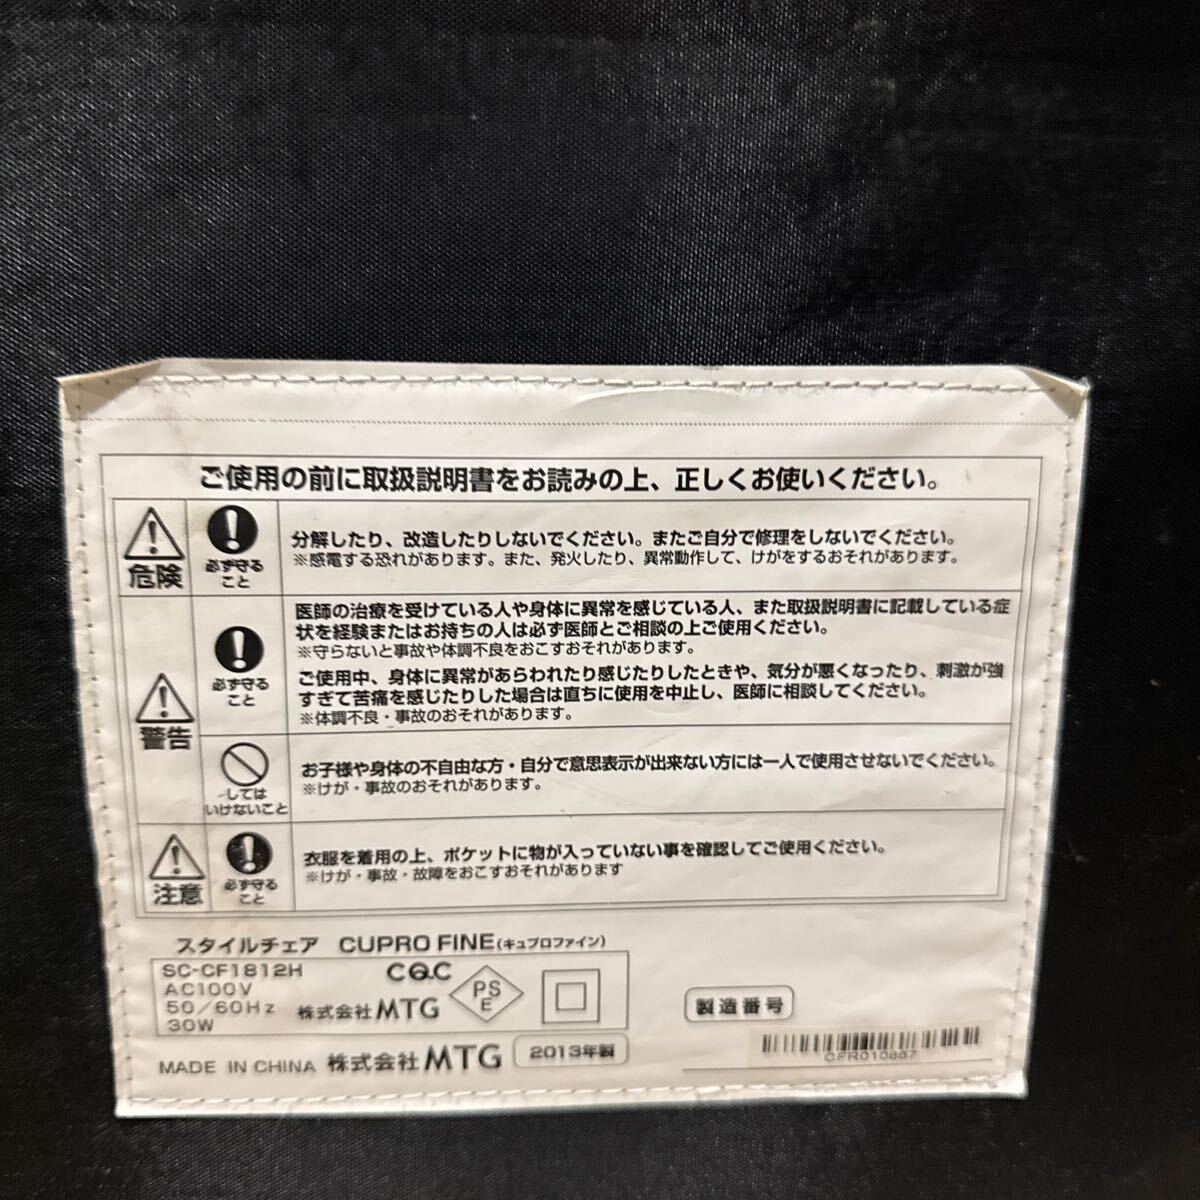 ご使用の前に取扱説明書をお読みの上、正しくお使いください。
危険
必ず守る
こと
分解したり、改造したりしないでください。またご自分で修理をしないでください。
※感電する恐れがあります。また、発火したり、異常動作して、けがをするおそれがあります。
警告
必ず守る
こと
医師の治療を受けている人や身体に異常を感じている人、また取扱説明書に記載している症
状を経験またはお持ちの人は必ず医師とご相談の上ご使用ください。
※守らないと事故や体調不良をおこすおそれがあります。
ご使用中、身体に異常があらわれたり感じたりしたときや、気分が悪くなったり、刺激が強
すぎて苦痛を感じたりした場合は直ちに使用を中止し、医師に相談してください。
※体調不良・事故のおそれがあります。
しては
いけないこと
お子様や身体の不自由な方・自分で意思表示が出来ない方には一人で使用させないでください。
※けが・事故のおそれがあります。
注意
必ず守る
こと
衣服を着用の上、ポケットに物が入っていない事を確認してご使用ください。
※けが・事故・故障をおこすおそれがあります
スタイルチェア CUPRO FINE(キュプロファイン)
SC-CF1812H
AC100V
50/60Hz
30W
CQC
株式会社MTG
PS
E
MADE IN CHINA 株式会社MTG 2013年製
製造番号
CFR010887